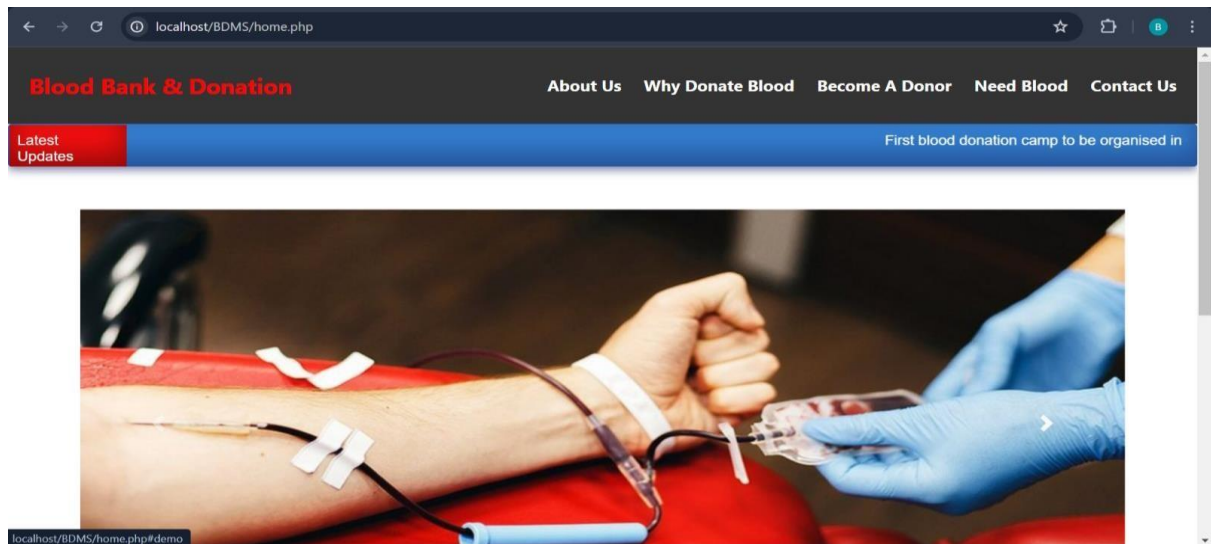 localhost/BDMS/home.php
B
Blood Bank & Donation
About Us Why Donate Blood Become A Donor Need Blood Contact Us
Latest
Updates
First blood donation camp to be organised in
localhost/BDMS/home.php#demo